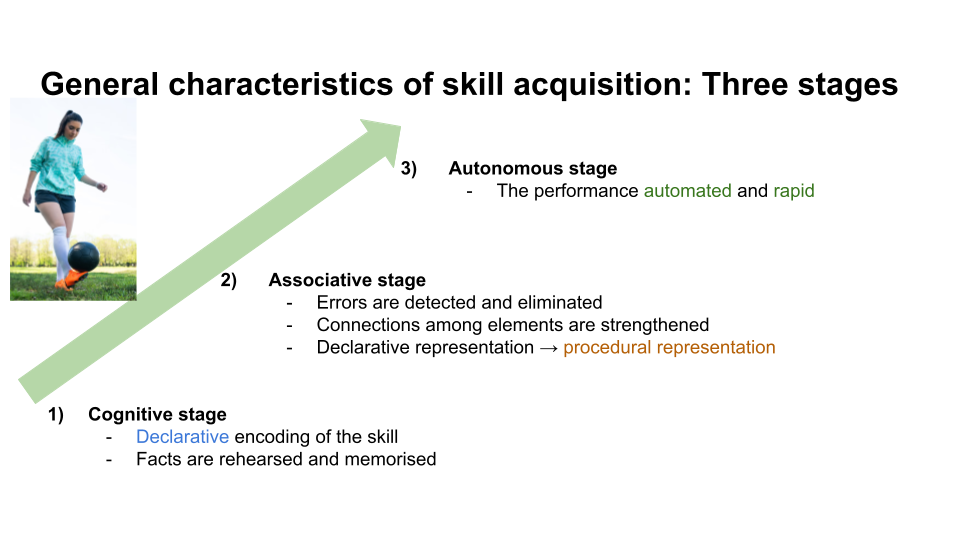 General characteristics of skill acquisition: Three stages
3) Autonomous stage
- The performance automated and rapid
2) Associative stage
- Errors are detected and eliminated
- Connections among elements are strengthened
- Declarative representation → procedural representation
1) Cognitive stage
- Declarative encoding of the skill
- Facts are rehearsed and memorised